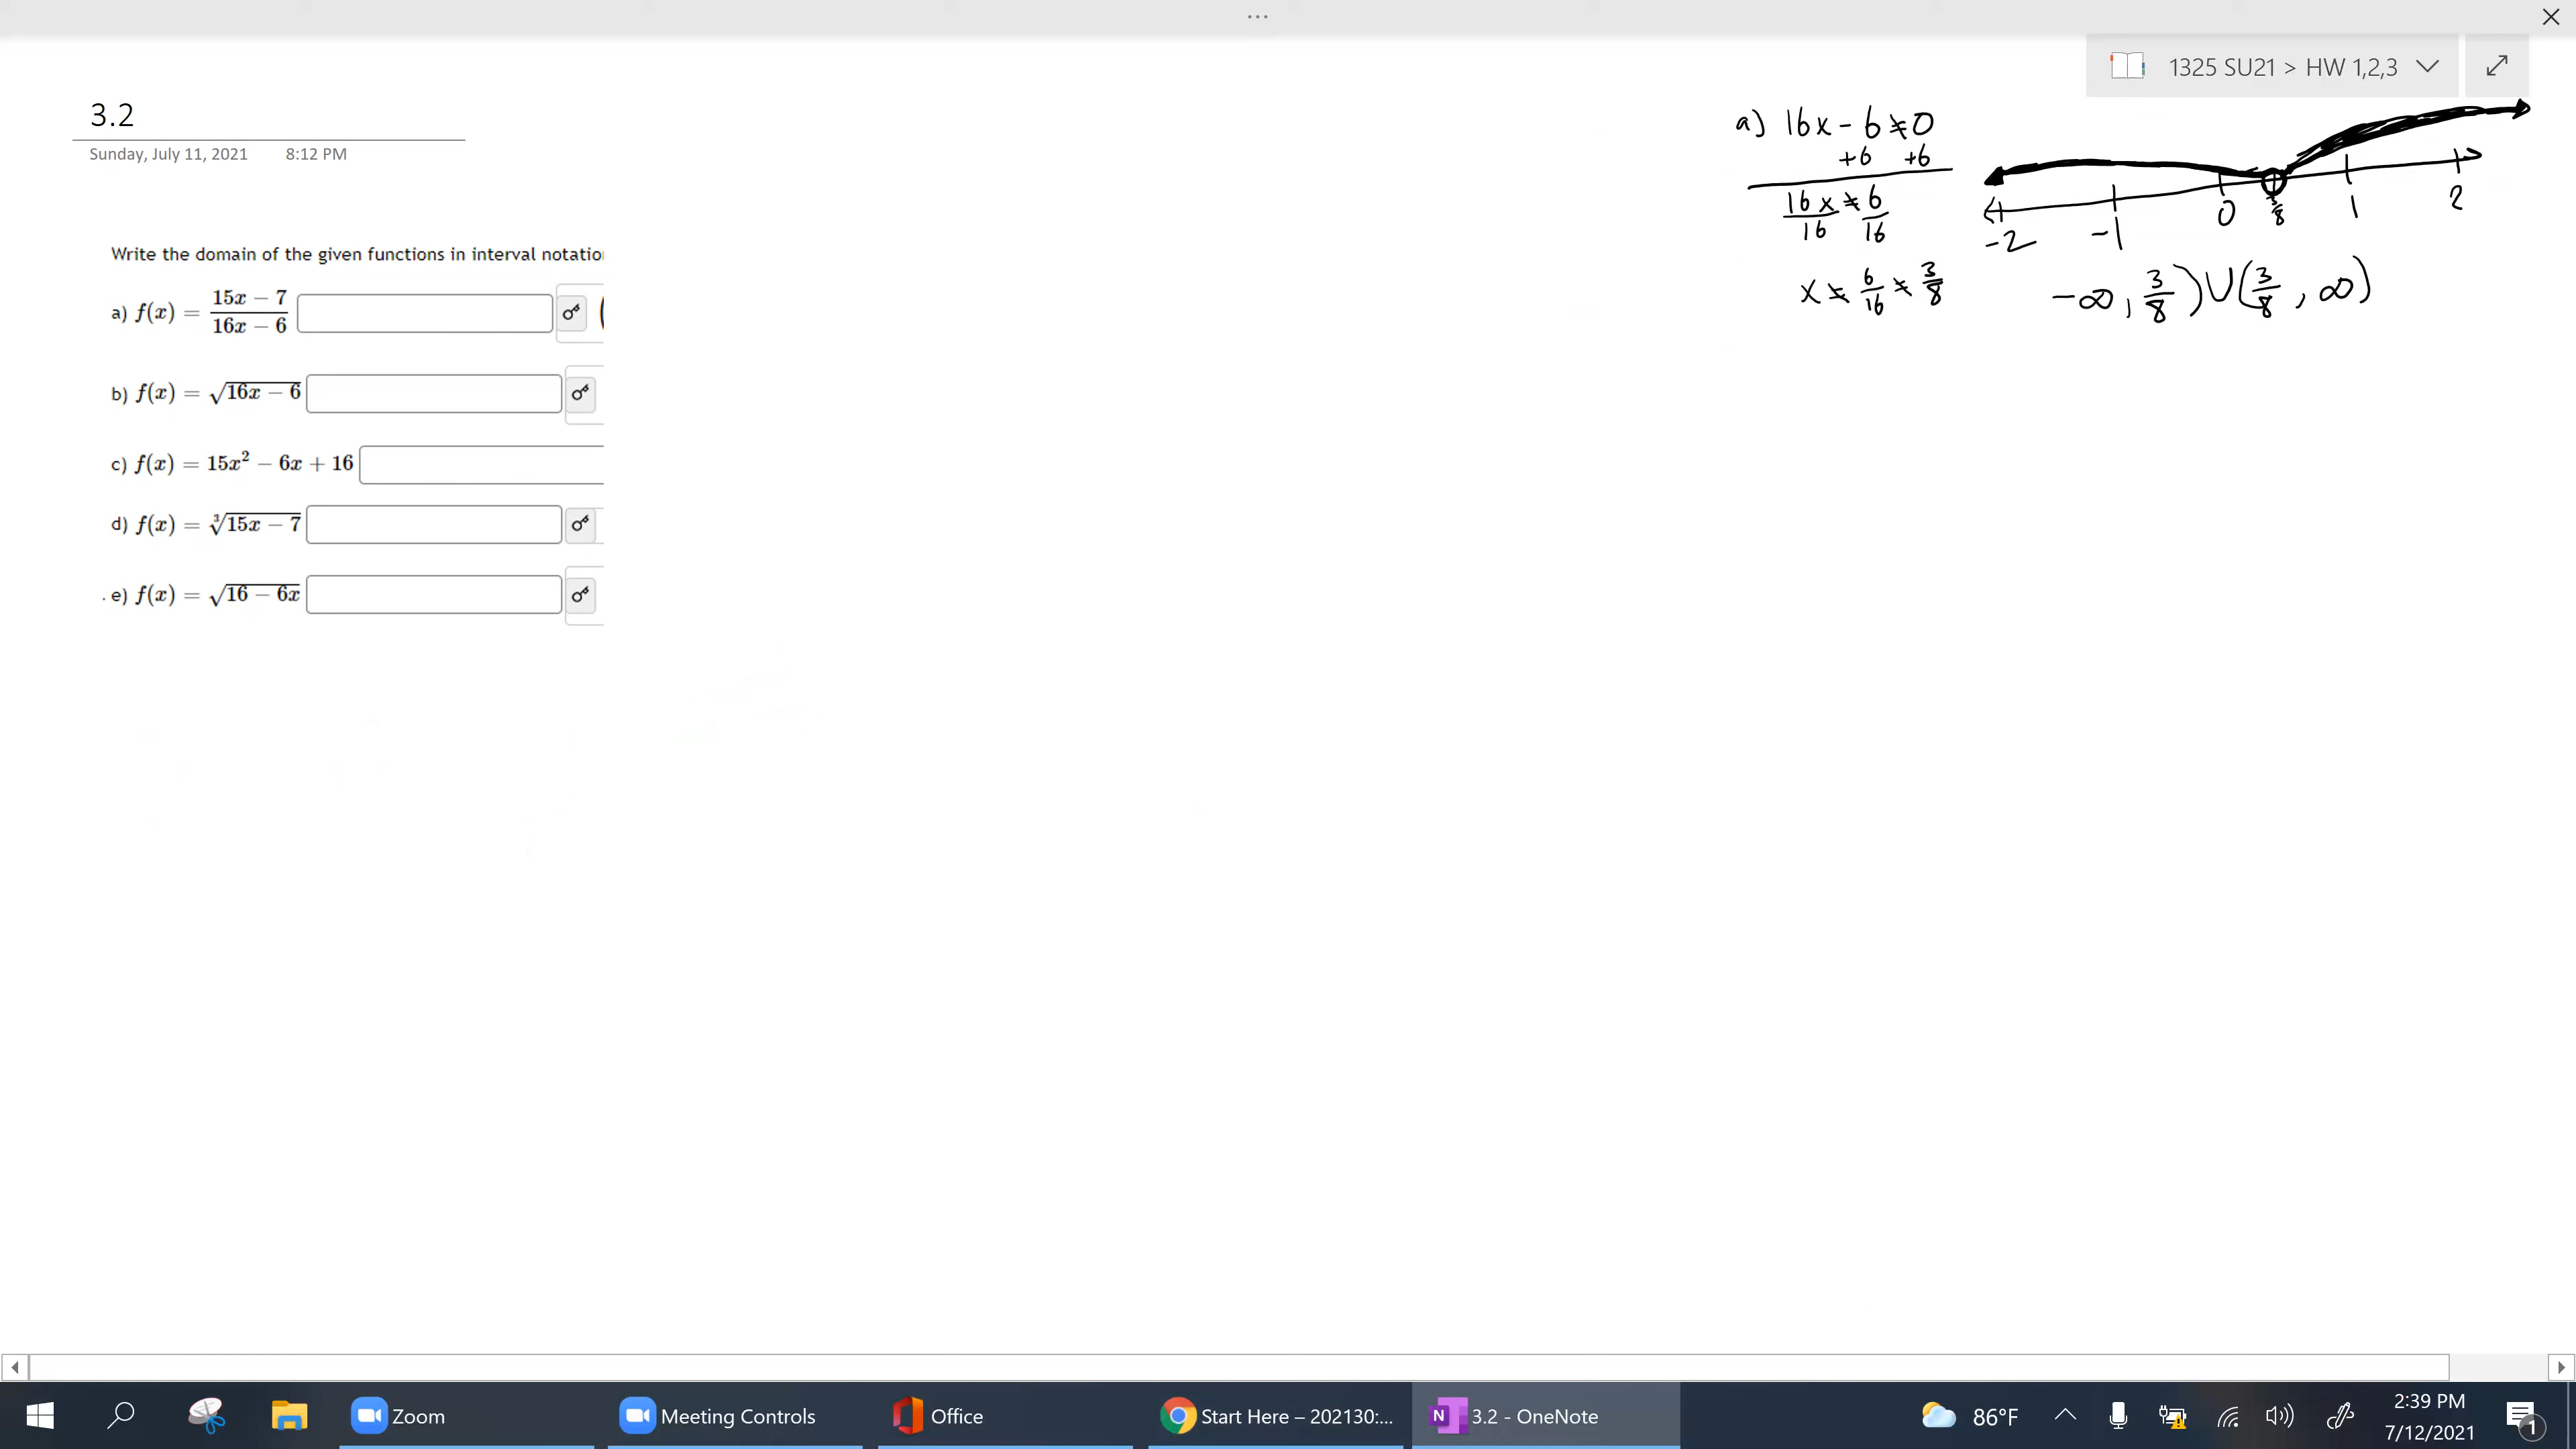 1325 SU21 > HW 1,2,3
3.2
Sunday, July 11, 2021 8:12 PM
Write the domain of the given functions in interval notatio
a) f(x) = (15x − 7)/(16x − 6)
b) f(x) = √(16x − 6)
c) f(x) = 15x² − 6x + 16
d) f(x) = ∛(15x − 7)
. e) f(x) = √(16 − 6x)
a) 16x − 6 ≠ 0
+6 +6
16x/16 ≠ 6/16
x ≠ 6/16 ≠ 3/8
-2 -1 0 3/8 1 2
-∞, 3/8) ∪ (3/8, ∞)
Zoom
Meeting Controls
Office
Start Here – 202130:...
N 3.2 - OneNote
86°F
2:39 PM
7/12/2021
1